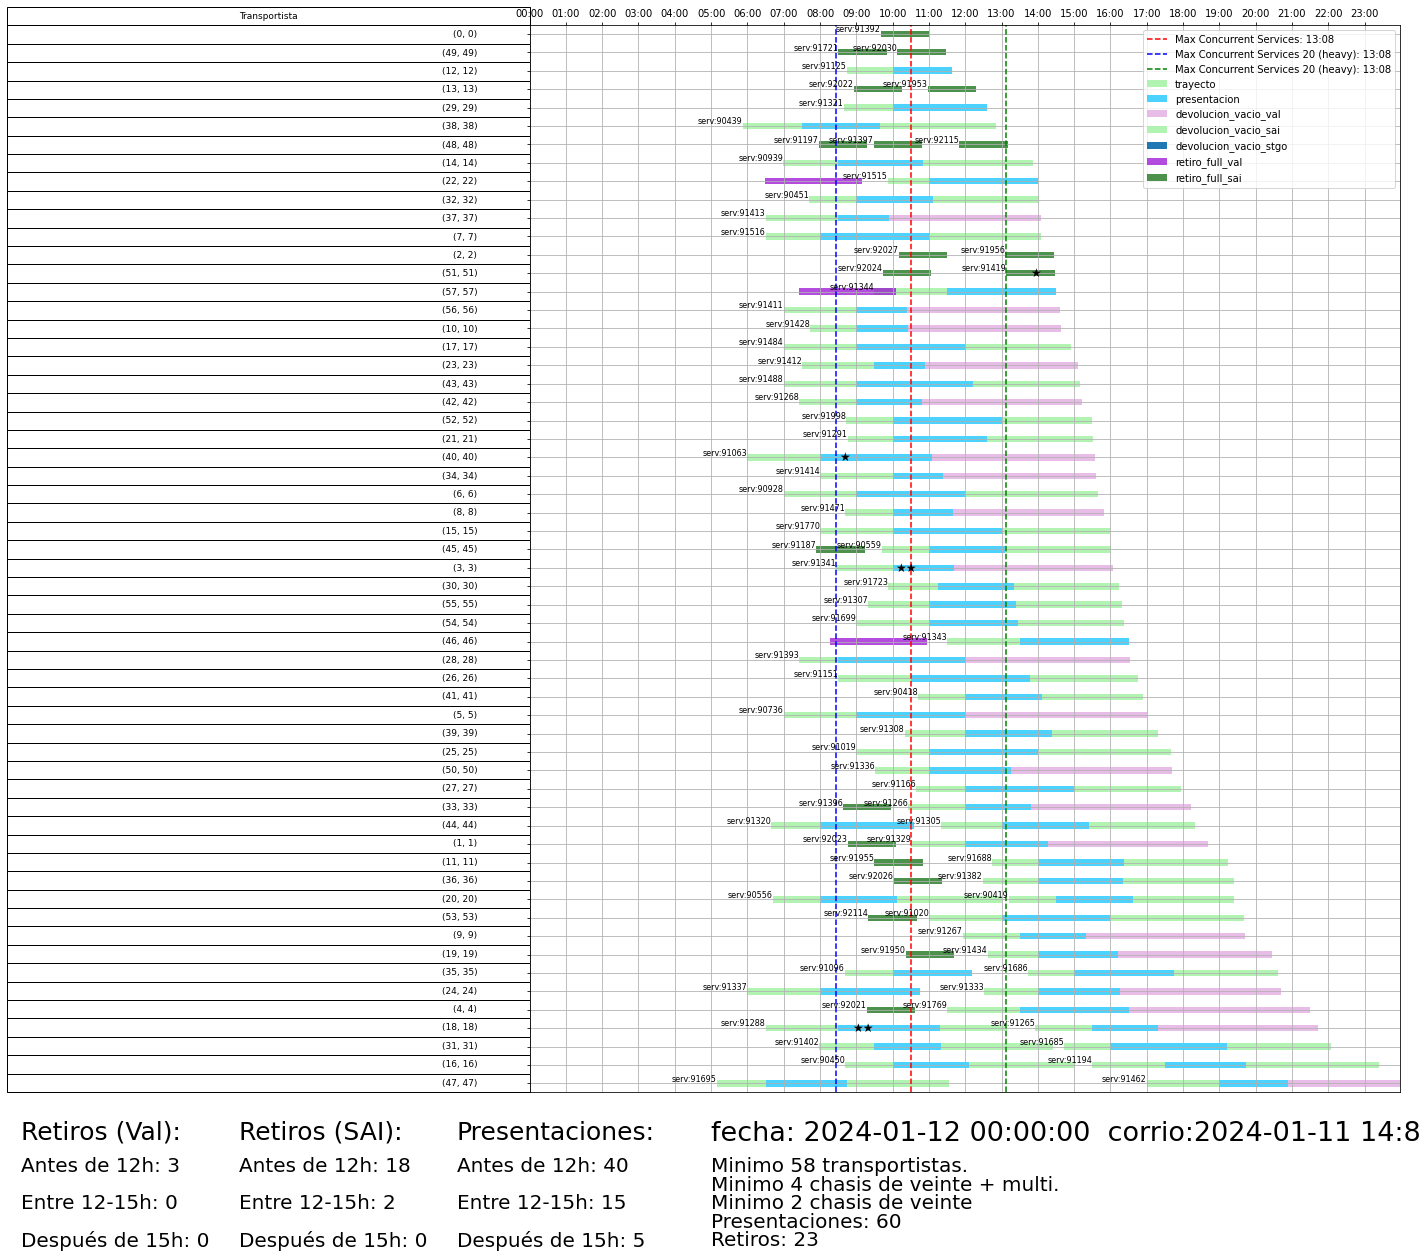 Transportista
00:00 01:00 02:00 03:00 04:00 05:00 06:00 07:00 08:00 09:00 10:00 11:00 12:00 13:00 14:00 15:00 16:00 17:00 18:00 19:00 20:00 21:00 22:00 23:00
Max Concurrent Services: 13:08
Max Concurrent Services 20 (heavy): 13:08
Max Concurrent Services 20 (heavy): 13:08
trayecto
presentacion
devolucion_vacio_val
devolucion_vacio_sai
devolucion_vacio_stgo
retiro_full_val
retiro_full_sai
(0, 0) serv:91392
(49, 49) serv:91721 serv:92030
(12, 12) serv:91125
(13, 13) serv:92022 serv:91953
(29, 29) serv:91321
(38, 38) serv:90439
(48, 48) serv:91197 serv:91397 serv:92115
(14, 14) serv:90939
(22, 22) serv:91515
(32, 32) serv:90451
(37, 37) serv:91413
(7, 7) serv:91516
(2, 2) serv:92027 serv:91956
(51, 51) serv:92024 serv:91419
(57, 57) serv:91344
(56, 56) serv:91411
(10, 10) serv:91428
(17, 17) serv:91484
(23, 23) serv:91412
(43, 43) serv:91488
(42, 42) serv:91268
(52, 52) serv:91998
(21, 21) serv:91291
(40, 40) serv:91063
(34, 34) serv:91414
(6, 6) serv:90928
(8, 8) serv:91471
(15, 15) serv:91770
(45, 45) serv:91187 serv:90559
(3, 3) serv:91341
(30, 30) serv:91723
(55, 55) serv:91307
(54, 54) serv:91699
(46, 46) serv:91343
(28, 28) serv:91393
(26, 26) serv:91151
(41, 41) serv:90418
(5, 5) serv:90736
(39, 39) serv:91308
(25, 25) serv:91019
(50, 50) serv:91336
(27, 27) serv:91166
(33, 33) serv:91396 serv:91266
(44, 44) serv:91320 serv:91305
(1, 1) serv:92023 serv:91329
(11, 11) serv:91955 serv:91688
(36, 36) serv:92026 serv:91382
(20, 20) serv:90556 serv:90419
(53, 53) serv:92114 serv:91020
(9, 9) serv:91267
(19, 19) serv:91950 serv:91434
(35, 35) serv:91096 serv:91686
(24, 24) serv:91337 serv:91333
(4, 4) serv:92021 serv:91769
(18, 18) serv:91288 serv:91265
(31, 31) serv:91402 serv:91685
(16, 16) serv:90450 serv:91194
(47, 47) serv:91695 serv:91462
Retiros (Val):
Antes de 12h: 3
Entre 12-15h: 0
Después de 15h: 0
Retiros (SAI):
Antes de 12h: 18
Entre 12-15h: 2
Después de 15h: 0
Presentaciones:
Antes de 12h: 40
Entre 12-15h: 15
Después de 15h: 5
fecha: 2024-01-12 00:00:00 corrio:2024-01-11 14:8
Minimo 58 transportistas.
Minimo 4 chasis de veinte + multi.
Minimo 2 chasis de veinte
Presentaciones: 60
Retiros: 23